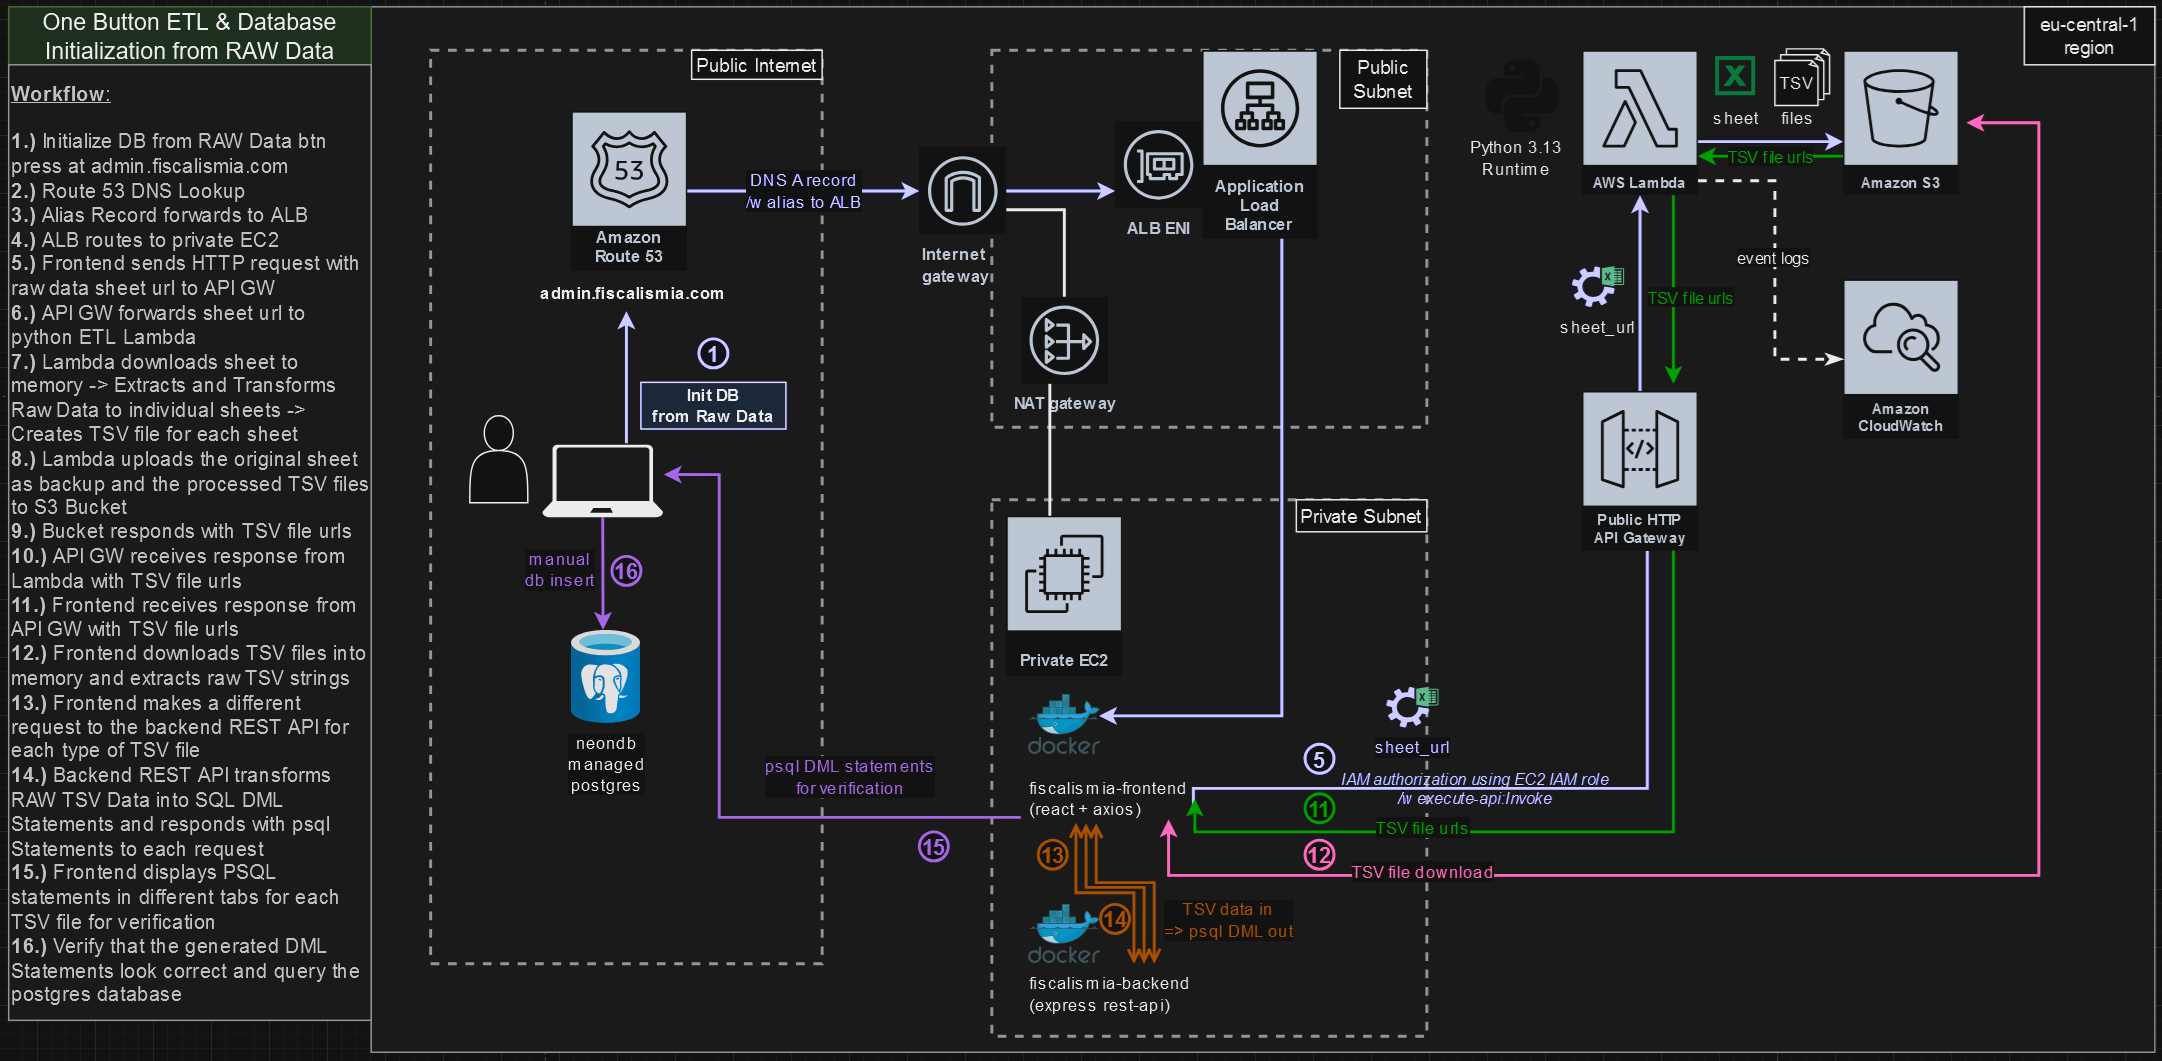 One Button ETL & Database
Initialization from RAW Data
Workflow:
1.) Initialize DB from RAW Data btn
press at admin.fiscalismia.com
2.) Route 53 DNS Lookup
3.) Alias Record forwards to ALB
4.) ALB routes to private EC2
5.) Frontend sends HTTP request with
raw data sheet url to API GW
6.) API GW forwards sheet url to
python ETL Lambda
7.) Lambda downloads sheet to
memory -> Extracts and Transforms
Raw Data to individual sheets ->
Creates TSV file for each sheet
8.) Lambda uploads the original sheet
as backup and the processed TSV files
to S3 Bucket
9.) Bucket responds with TSV file urls
10.) API GW receives response from
Lambda with TSV file urls
11.) Frontend receives response from
API GW with TSV file urls
12.) Frontend downloads TSV files into
memory and extracts raw TSV strings
13.) Frontend makes a different
request to the backend REST API for
each type of TSV file
14.) Backend REST API transforms
RAW TSV Data into SQL DML
Statements and responds with psql
Statements to each request
15.) Frontend displays PSQL
statements in different tabs for each
TSV file for verification
16.) Verify that the generated DML
Statements look correct and query the
postgres database
Public Internet
53
Amazon
Route 53
admin.fiscalismia.com
1
Init DB
from Raw Data
manual
db insert
16
neondb
managed
postgres
DNS A record
/w alias to ALB
psql DML statements
for verification
15
Public
Subnet
Internet
gateway
ALB ENI
Application
Load
Balancer
NAT gateway
Private Subnet
Private EC2
docker
fiscalismia-frontend
(react + axios)
13
14
docker
TSV data in
=> psql DML out
fiscalismia-backend
(express rest-api)
X
sheet_url
5
IAM authorization using EC2 IAM role
/w execute-api:Invoke
11
TSV file urls
12
TSV file download
eu-central-1
region
Python 3.13
Runtime
AWS Lambda
X
sheet
TSV
files
TSV file urls
Amazon S3
event logs
X
sheet_url
TSV file urls
Amazon
CloudWatch
</>
Public HTTP
API Gateway